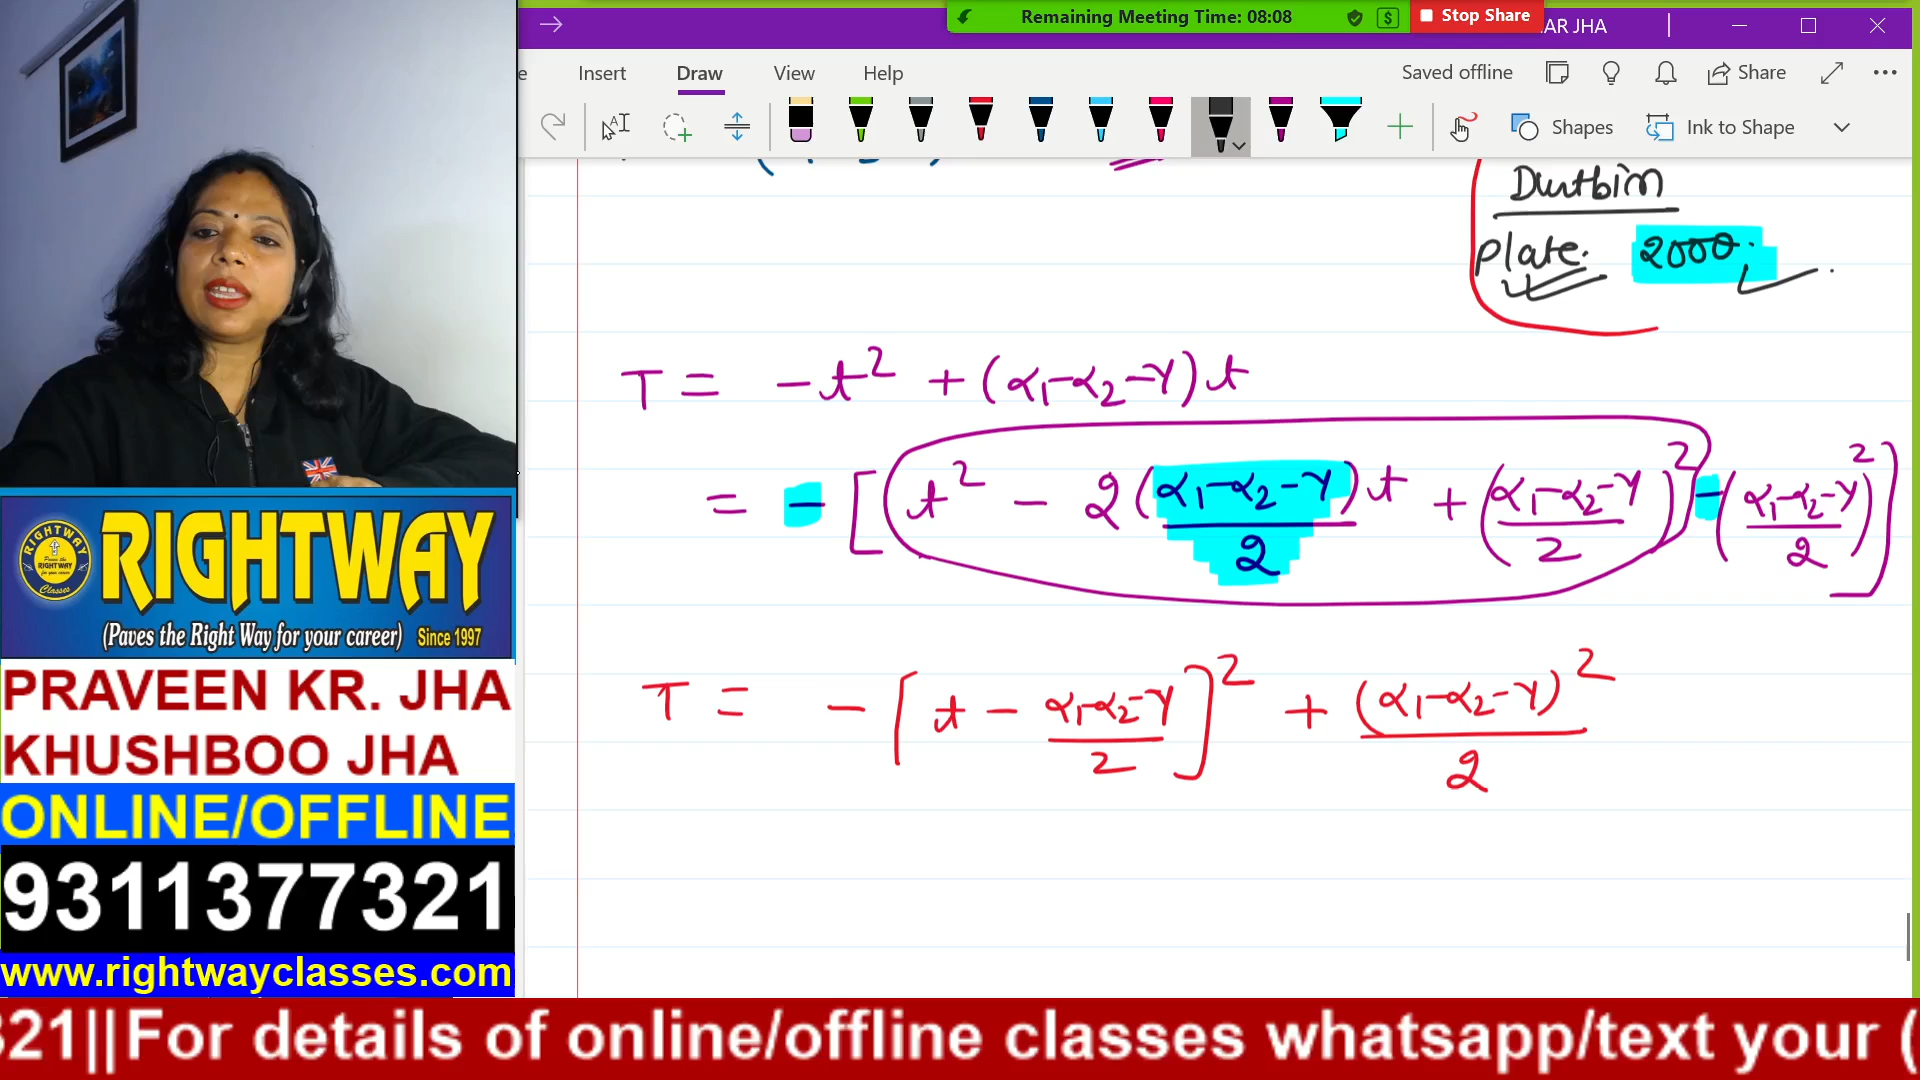 Remaining Meeting Time: 08:08
Stop Share
AR JHA
Insert Draw View Help
Saved offline
Share
Shapes
Ink to Shape
Dustbin
Plate. 2000;
T = -t² + (α₁-α₂-γ)t
= -[t² - 2(α₁-α₂-γ)/2 t + ((α₁-α₂-γ)/2)² - ((α₁-α₂-γ)/2)²]
T = -[t - (α₁-α₂-γ)/2]² + (α₁-α₂-γ)²/2
RIGHTWAY
Classes
RIGHTWAY
(Paves the Right Way for your career) Since 1997
PRAVEEN KR. JHA
KHUSHBOO JHA
ONLINE/OFFLINE
9311377321
www.rightwayclasses.com
321||For details of online/offline classes whatsapp/text your (